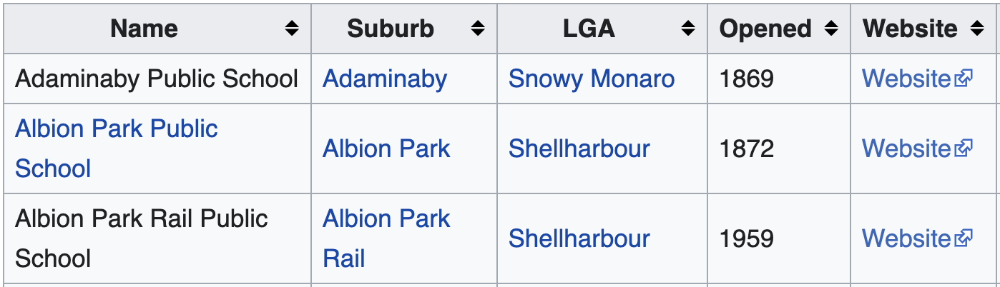 Name Suburb LGA Opened Website
Adaminaby Public School Adaminaby Snowy Monaro 1869 Website
Albion Park Public School Albion Park Shellharbour 1872 Website
Albion Park Rail Public School Albion Park Rail Shellharbour 1959 Website